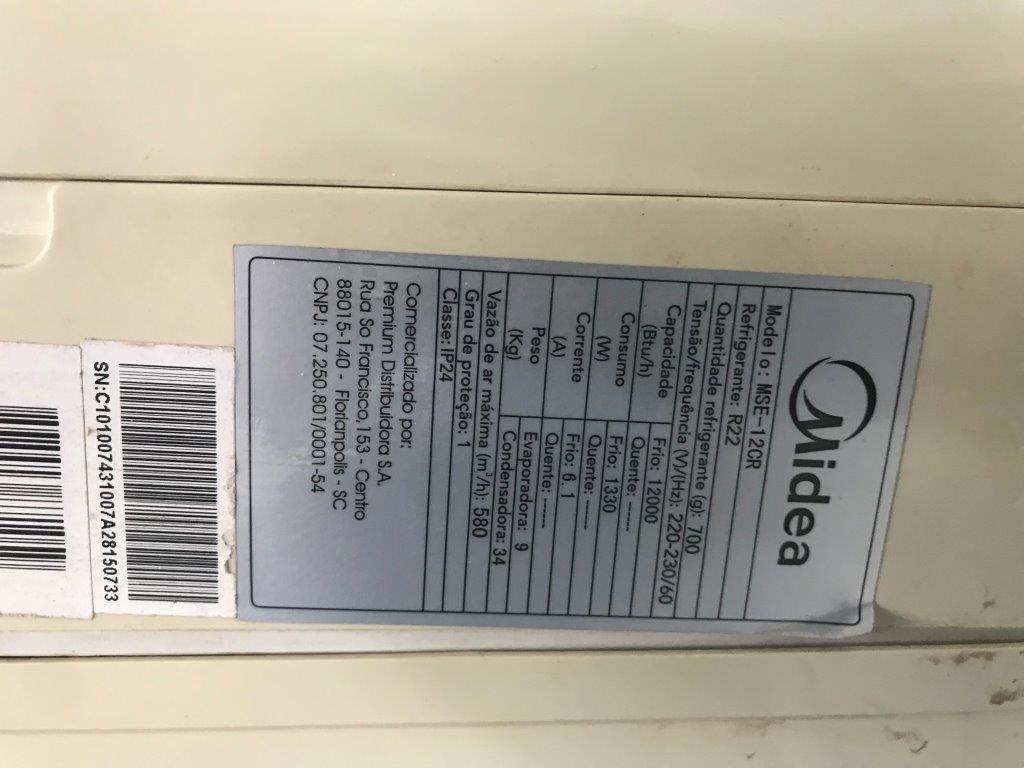 Midea
Modelo: MSE-12CR
Refrigerante: R22
Quantidade refrigerante (g): 700
Tensão/frequência (V)/(Hz): 220-230/60
Capacidade (Btu/h) Frio: 12000
Quente: ------
Consumo (W) Frio: 1330
Quente: ------
Corrente (A) Frio: 6.1
Quente: ------
Peso (Kg) Evaporadora: 9
Condensadora: 34
Vazão de ar máxima (m³/h): 580
Grau de proteção: 1
Classe: IP24
Comercializado por:
Premium Distribuidora S.A.
Rua So Francisco,153 - Centro
88015-140 - Florianpolis - SC
CNPJ: 07.250.801/0001-54
SN:C101007431007A28150733